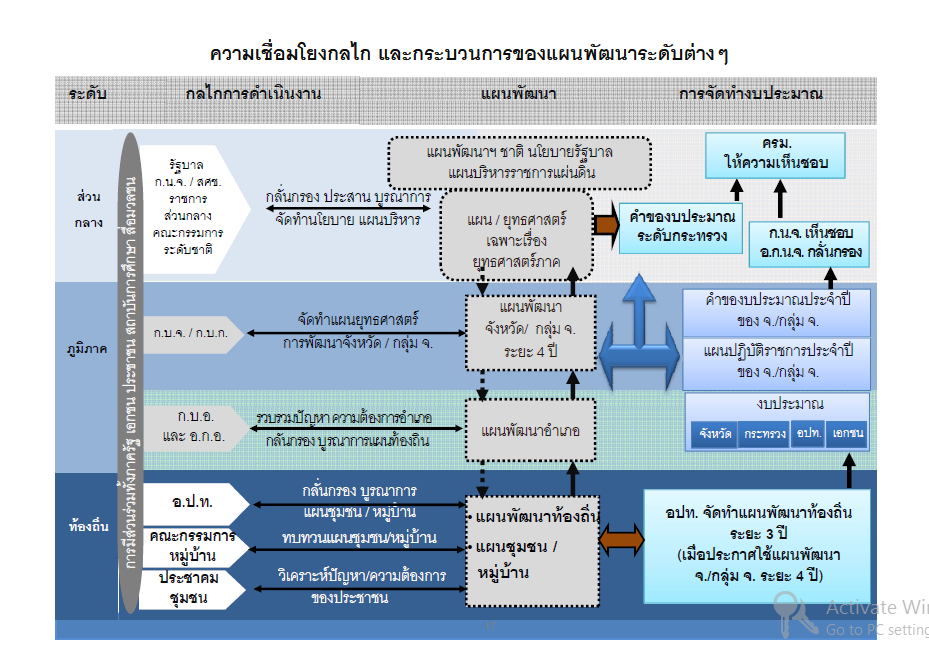 ความเชื่อมโยงกลไก และกระบวนการของแผนพัฒนาระดับต่างๆ
ระดับ
กลไกการดำเนินงาน
แผนพัฒนา
การจัดทำงบประมาณ
ส่วน
กลาง
การมีส่วนร่วมทั้งภาครัฐ เอกชน ประชาชน สถาบันการศึกษา สื่อมวลชน
รัฐบาล
ก.น.จ. / สศช.
ราชการ
ส่วนกลาง
คณะกรรมการ
ระดับชาติ
กลั่นกรอง ประสาน บูรณาการ
จัดทำนโยบาย แผนบริหาร
แผนพัฒนาฯ ชาติ นโยบายรัฐบาล
แผนบริหารราชการแผ่นดิน
แผน / ยุทธศาสตร์
เฉพาะเรื่อง
ยุทธศาสตร์ภาค
คำของบประมาณ
ระดับกระทรวง
ครม.
ให้ความเห็นชอบ
ก.น.จ. เห็นชอบ
อ.ก.น.จ. กลั่นกรอง
ภูมิภาค
ก.บ.จ. / ก.บ.ก.
จัดทำแผนยุทธศาสตร์
การพัฒนาจังหวัด / กลุ่ม จ.
แผนพัฒนา
จังหวัด/ กลุ่ม จ.
ระยะ 4 ปี
คำของบประมาณประจำปี
ของ จ./กลุ่ม จ.
แผนปฏิบัติราชการประจำปี
ของ จ./กลุ่ม จ.
ก.บ.อ.
และ อ.ก.อ.
รวบรวมปัญหา ความต้องการอำเภอ
กลั่นกรอง บูรณาการแผนท้องถิ่น
แผนพัฒนาอำเภอ
งบประมาณ
จังหวัด
กระทรวง
อปท.
เอกชน
ท้องถิ่น
อ.ป.ท.
กลั่นกรอง บูรณาการ
แผนชุมชน / หมู่บ้าน
คณะกรรมการ
หมู่บ้าน
ทบทวนแผนชุมชน/หมู่บ้าน
ประชาคม
ชุมชน
วิเคราะห์ปัญหา/ความต้องการ
ของประชาชน
• แผนพัฒนาท้องถิ่น
• แผนชุมชน /
หมู่บ้าน
อปท. จัดทำแผนพัฒนาท้องถิ่น
ระยะ 3 ปี
(เมื่อประกาศใช้แผนพัฒนา
จ./กลุ่ม จ. ระยะ 4 ปี)
Activate Win
Go to PC setting